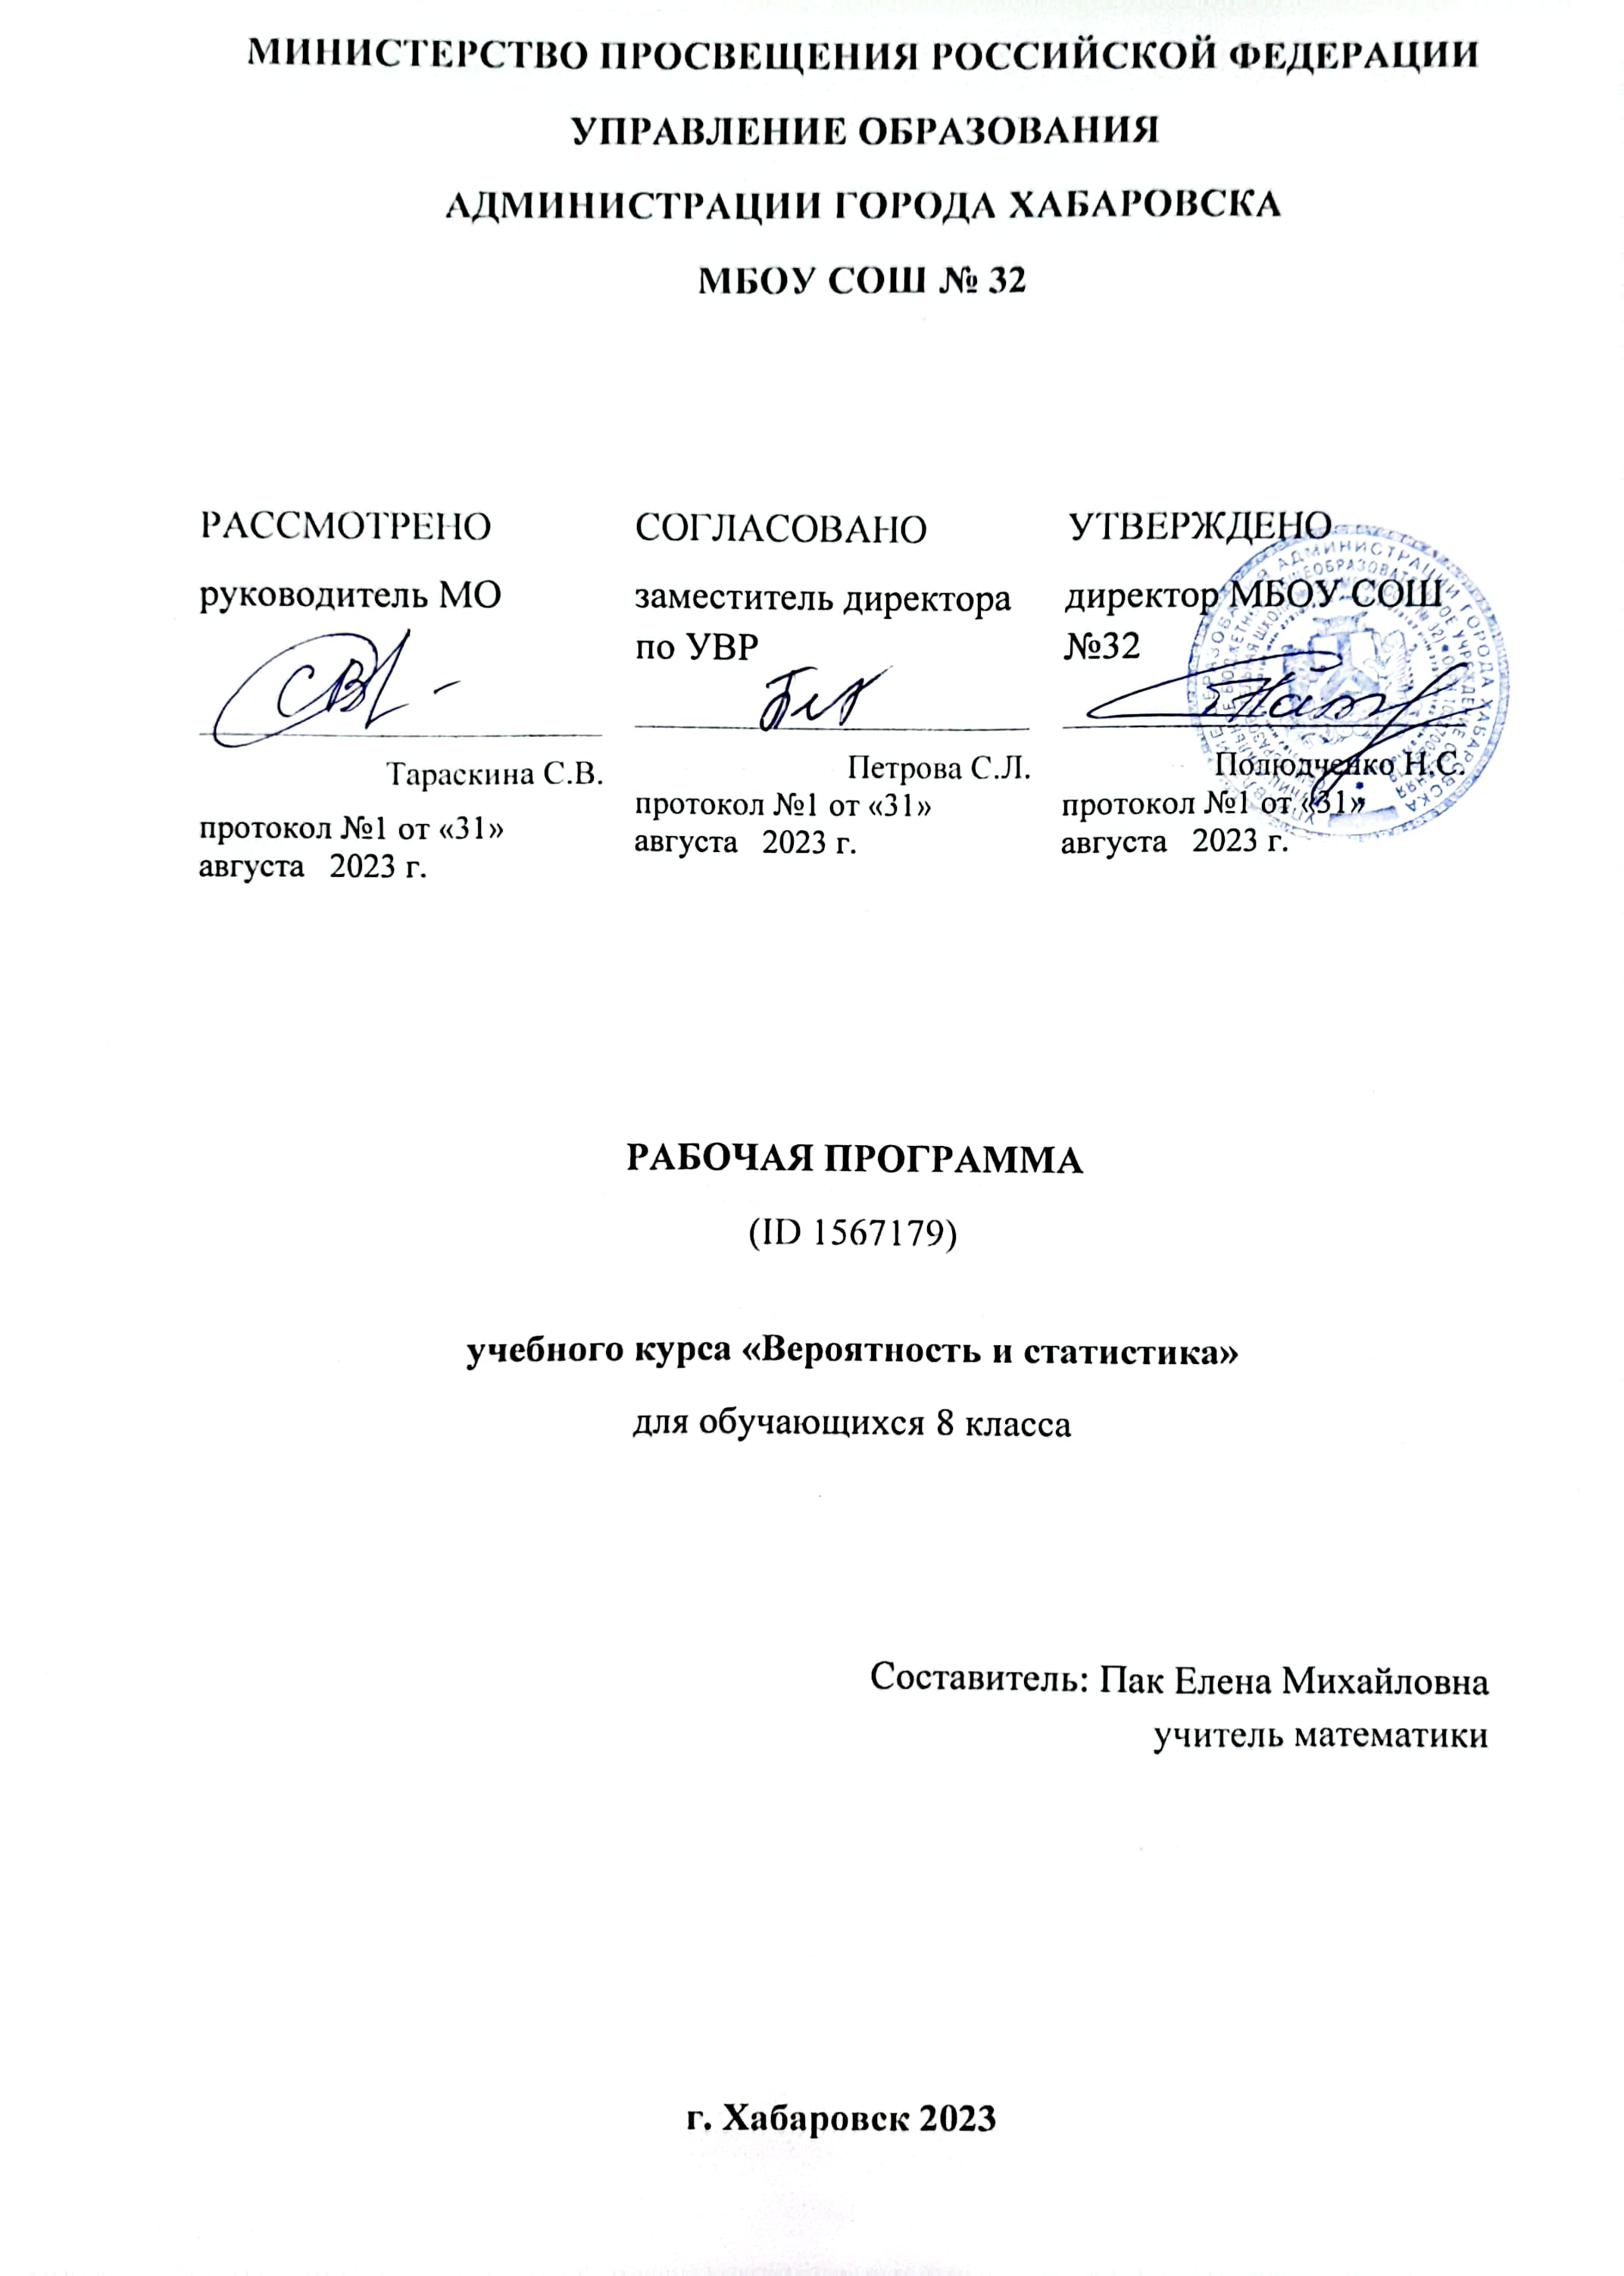 МИНИСТЕРСТВО ПРОСВЕЩЕНИЯ РОССИЙСКОЙ ФЕДЕРАЦИИ
УПРАВЛЕНИЕ ОБРАЗОВАНИЯ
АДМИНИСТРАЦИИ ГОРОДА ХАБАРОВСКА
МБОУ СОШ № 32
РАССМОТРЕНО
руководитель МО
Тараскина С.В.
протокол №1 от «31»
августа 2023 г.
СОГЛАСОВАНО
заместитель директора
по УВР
Петрова С.Л.
протокол №1 от «31»
августа 2023 г.
УТВЕРЖДЕНО
директор МБОУ СОШ
№32
Полюдченко Н.С.
протокол №1 от «31»
августа 2023 г.
РАБОЧАЯ ПРОГРАММА
(ID 1567179)
учебного курса «Вероятность и статистика»
для обучающихся 8 класса
Составитель: Пак Елена Михайловна
учитель математики
г. Хабаровск 2023